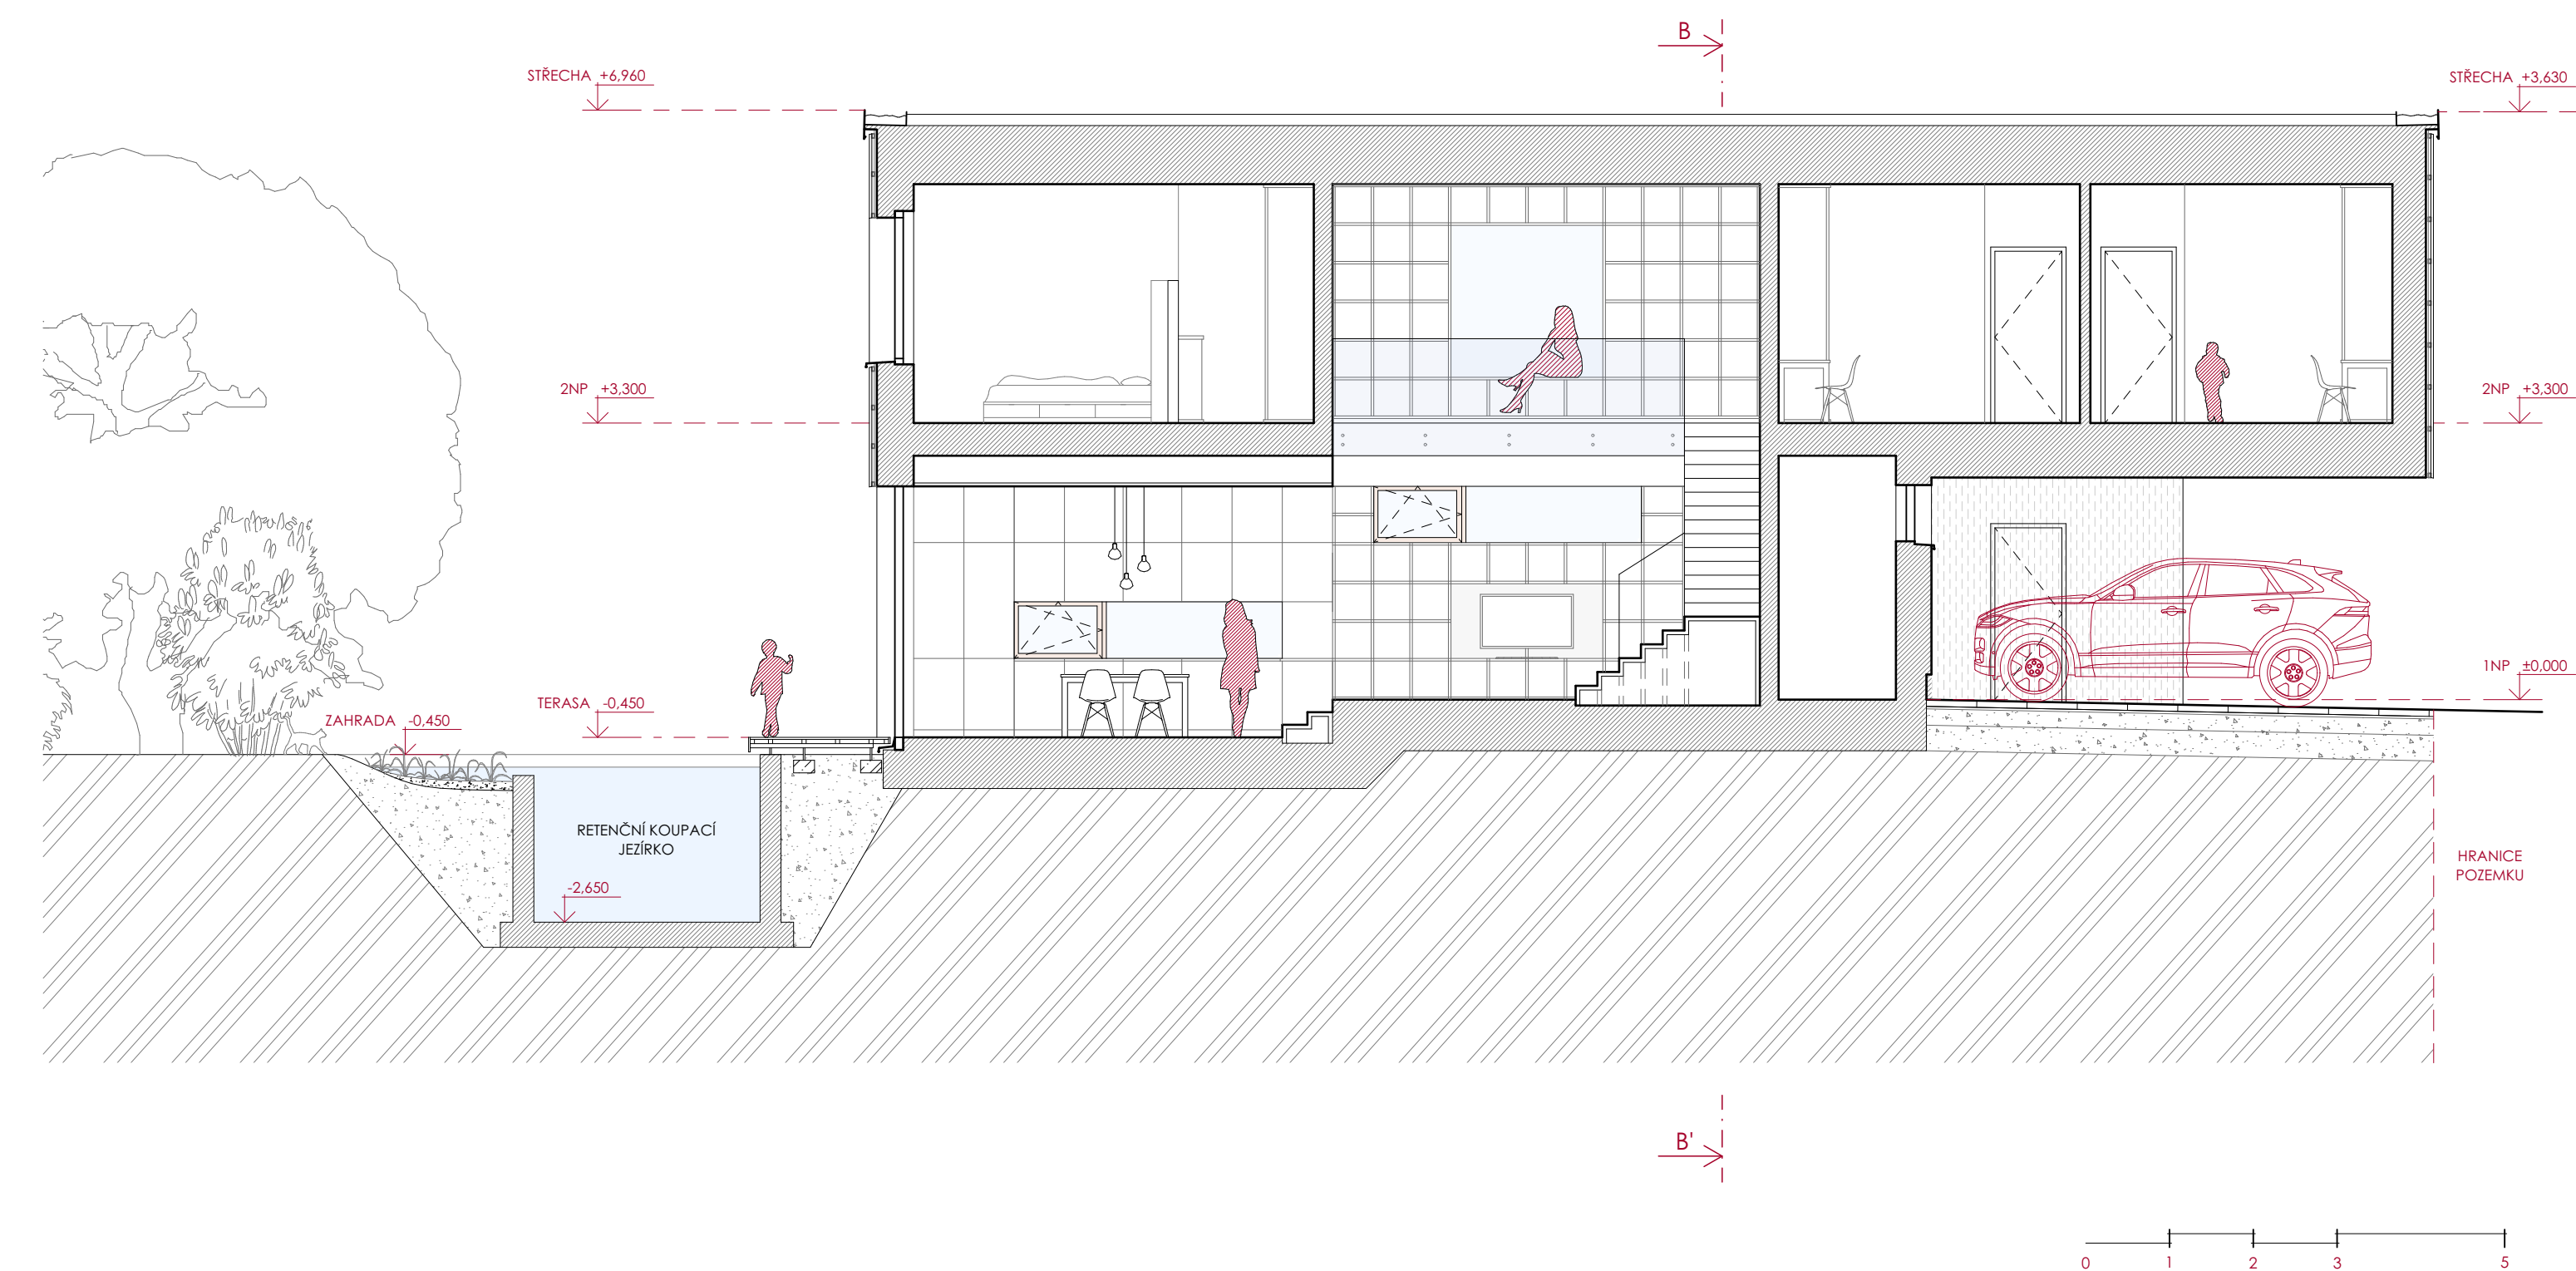 B
STŘECHA +6,960
STŘECHA +3,630
2NP +3,300
2NP +3,300
1NP ±0,000
TERASA -0,450
ZAHRADA -0,450
RETENČNÍ KOUPACÍ
JEZÍRKO
-2,650
HRANICE
POZEMKU
B'
0 1 2 3 5